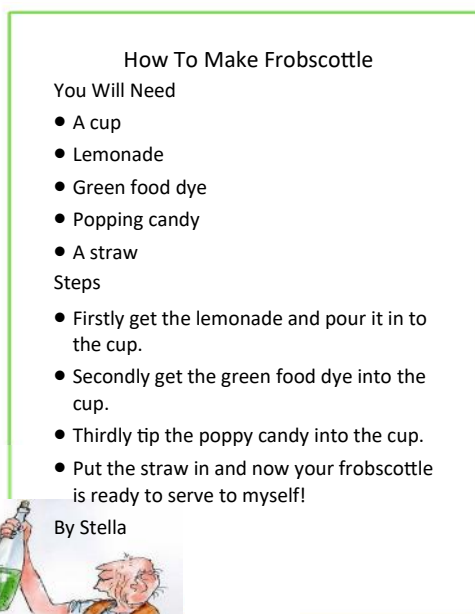 How To Make Frobscottle
You Will Need
• A cup
• Lemonade
• Green food dye
• Popping candy
• A straw
Steps
• Firstly get the lemonade and pour it in to
the cup.
• Secondly get the green food dye into the
cup.
• Thirdly tip the poppy candy into the cup.
• Put the straw in and now your frobscottle
is ready to serve to myself!
By Stella